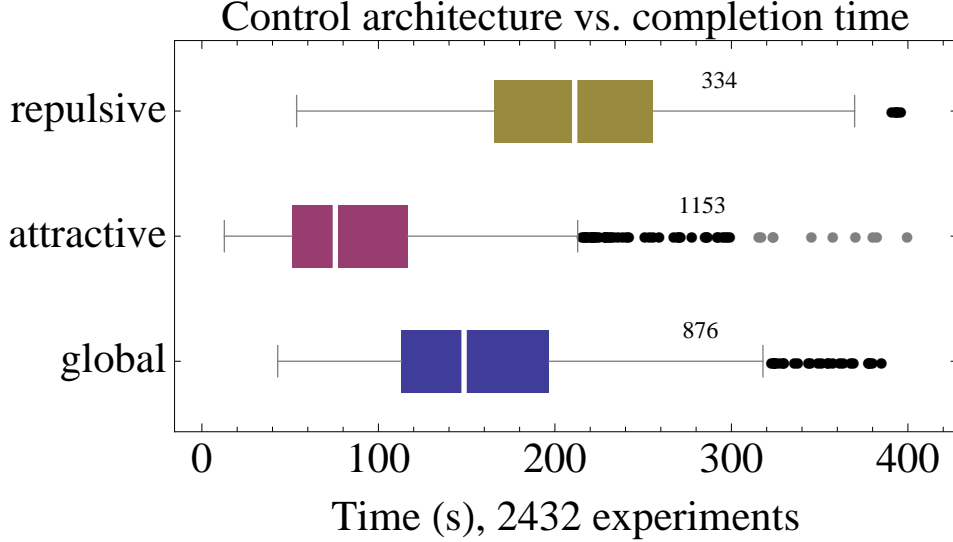 Control architecture vs. completion time
repulsive
334
attractive
1153
global
876
0 100 200 300 400
Time (s), 2432 experiments